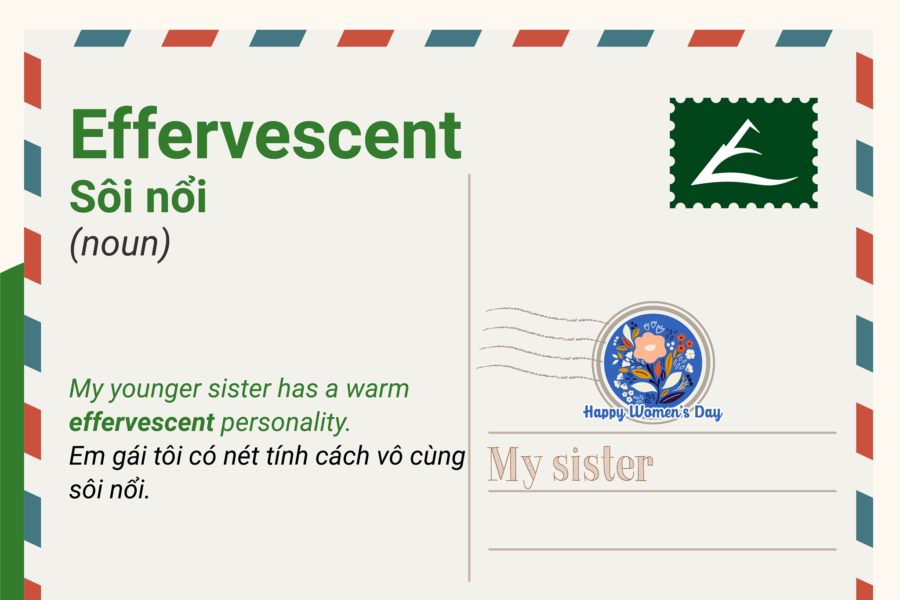 Effervescent
Sôi nổi
(noun)
My younger sister has a warm
effervescent personality.
Em gái tôi có nét tính cách vô cùng
sôi nổi.
Happy Women's Day
My sister